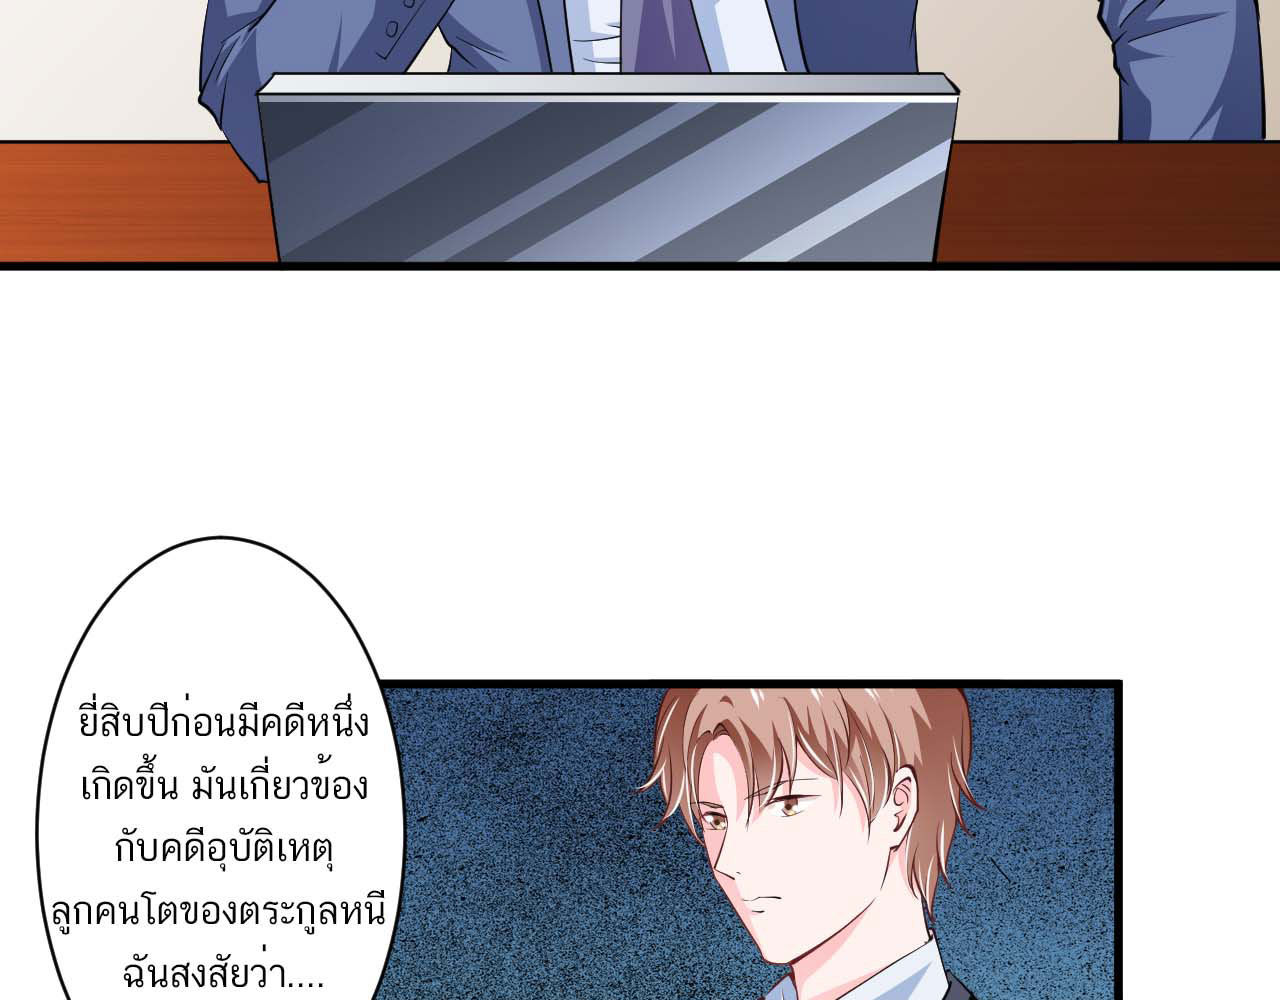 ยี่สิบปีก่อนมีคดีหนึ่ง
เกิดขึ้น มันเกี่ยวข้อง
กับคดีอุบัติเหตุ
ลูกคนโตของตระกูลหนี
ฉันสงสัยว่า....